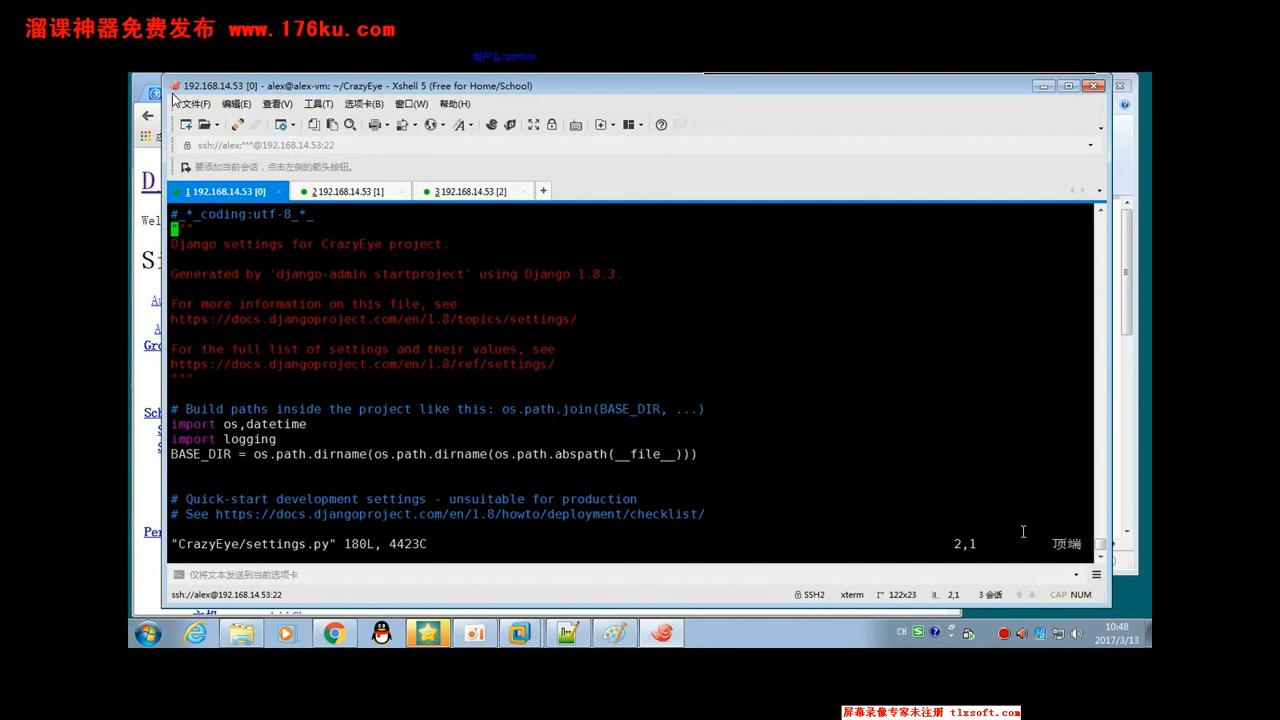 溜课神器免费发布 www.176ku.com
用户名:python
192.168.14.53 [0] - alex@alex-vm: ~/CrazyEye - Xshell 5 (Free for Home/School)
文件(F) 编辑(E) 查看(V) 工具(T) 选项卡(B) 窗口(W) 帮助(H)
ssh://alex:***@192.168.14.53:22
要添加当前会话，点击左侧的箭头按钮。
1 192.168.14.53 [0] 2 192.168.14.53 [1] 3 192.168.14.53 [2]
#_*_coding:utf-8_*_
"""
Django settings for CrazyEye project.
Generated by 'django-admin startproject' using Django 1.8.3.
For more information on this file, see
https://docs.djangoproject.com/en/1.8/topics/settings/
For the full list of settings and their values, see
https://docs.djangoproject.com/en/1.8/ref/settings/
"""
# Build paths inside the project like this: os.path.join(BASE_DIR, ...)
import os,datetime
import logging
BASE_DIR = os.path.dirname(os.path.dirname(os.path.abspath(__file__)))
# Quick-start development settings - unsuitable for production
# See https://docs.djangoproject.com/en/1.8/howto/deployment/checklist/
"CrazyEye/settings.py" 180L, 4423C 2,1 顶端
仅将文本发送到当前选项卡
ssh://alex@192.168.14.53:22 SSH2 xterm 122x23 2,1 3 会话 CAP NUM
CH 10:48
2017/3/13
屏幕录像专家未注册 tlxsoft.com